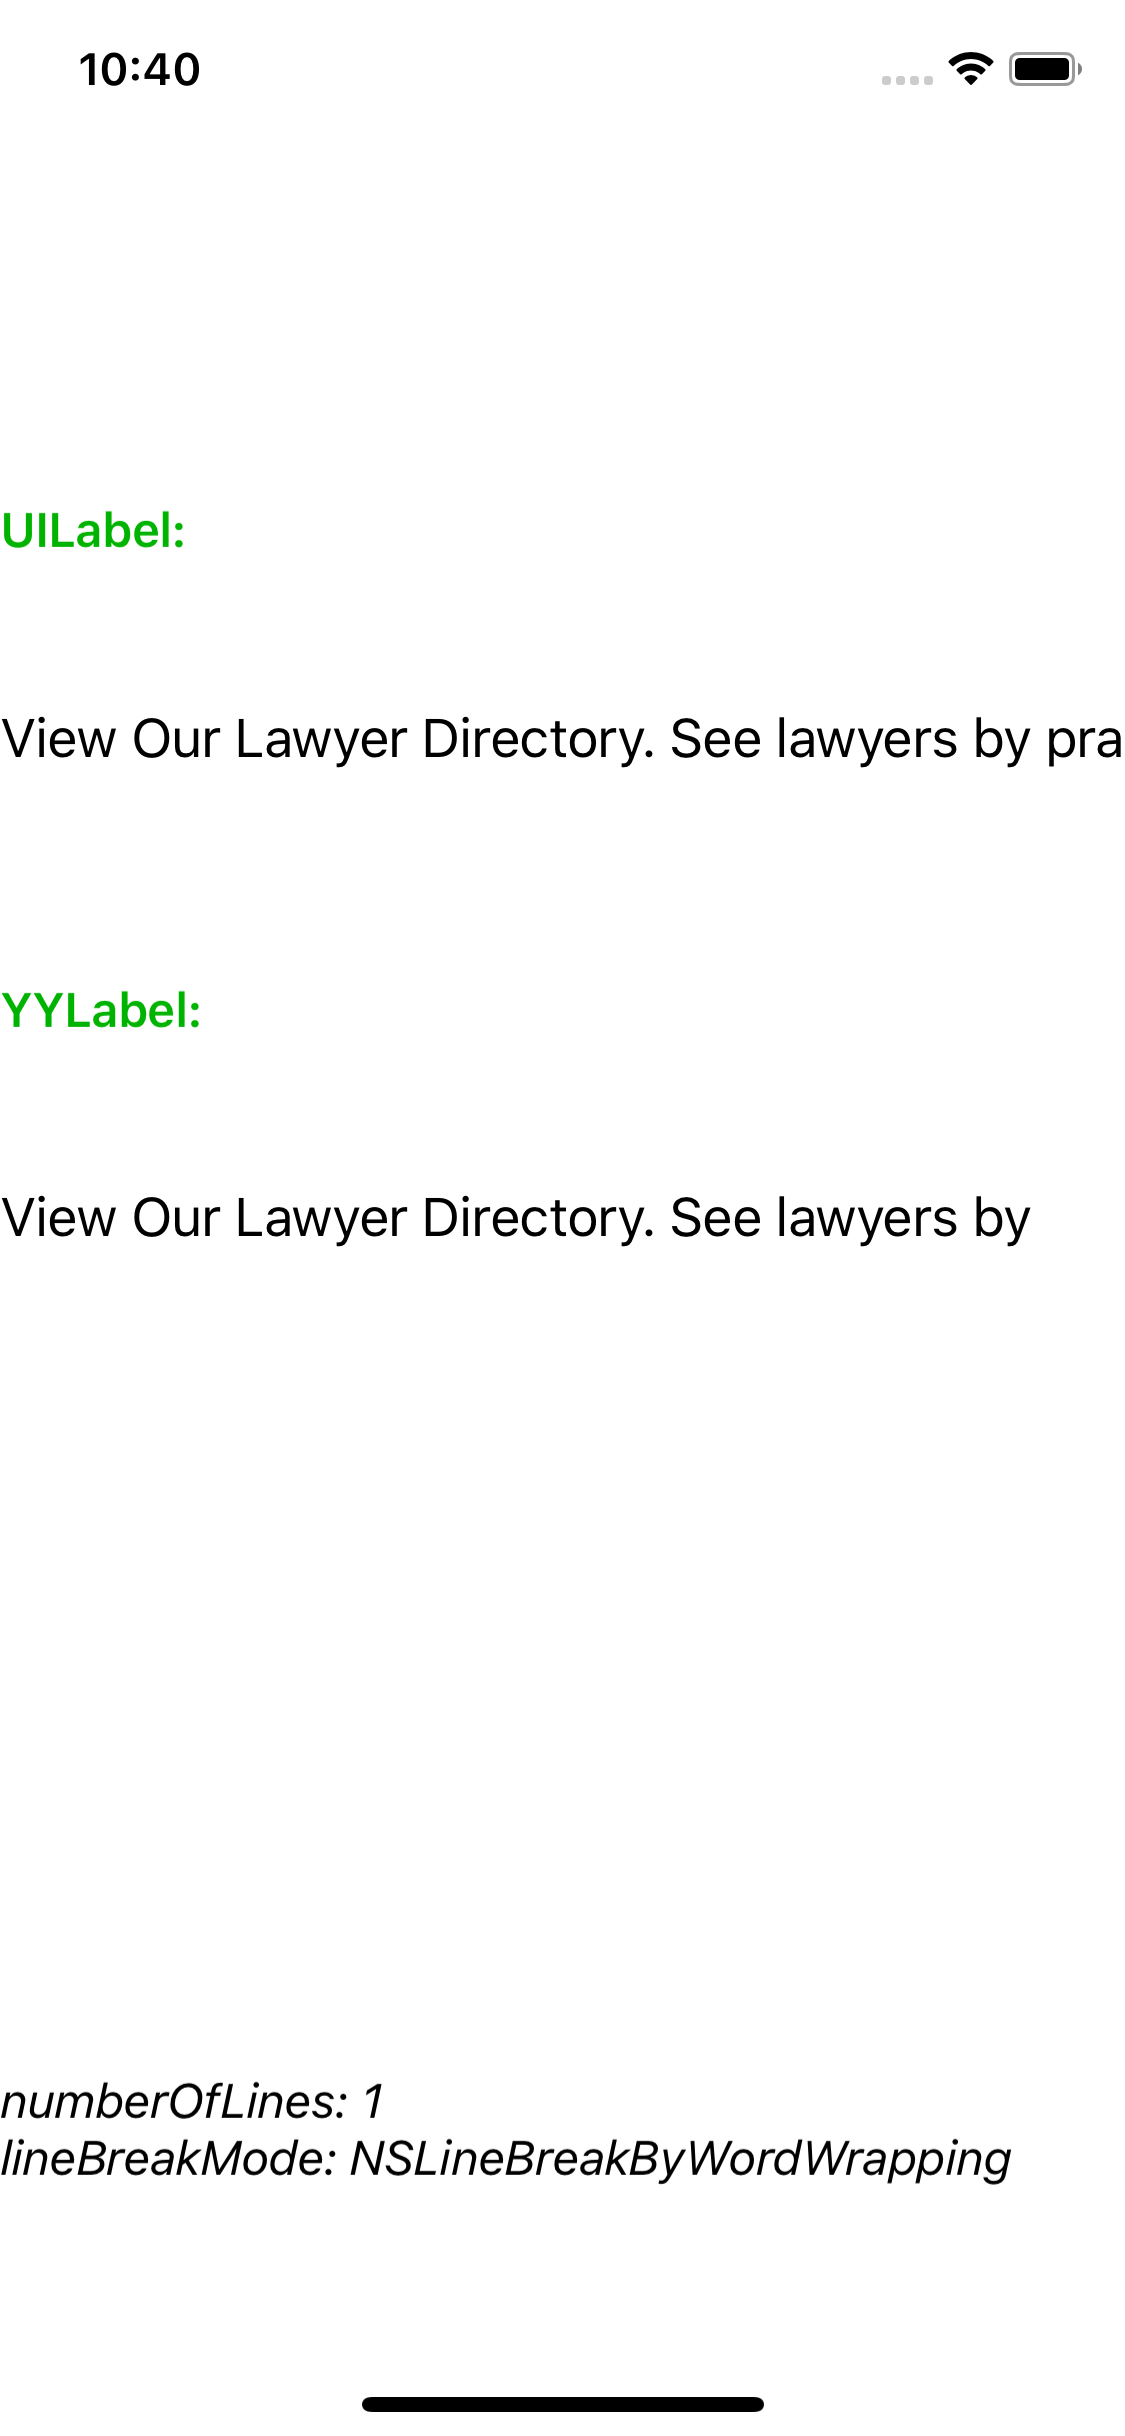 10:40
UILabel:
View Our Lawyer Directory. See lawyers by pra
YYLabel:
View Our Lawyer Directory. See lawyers by
numberOfLines: 1
lineBreakMode: NSLineBreakByWordWrapping